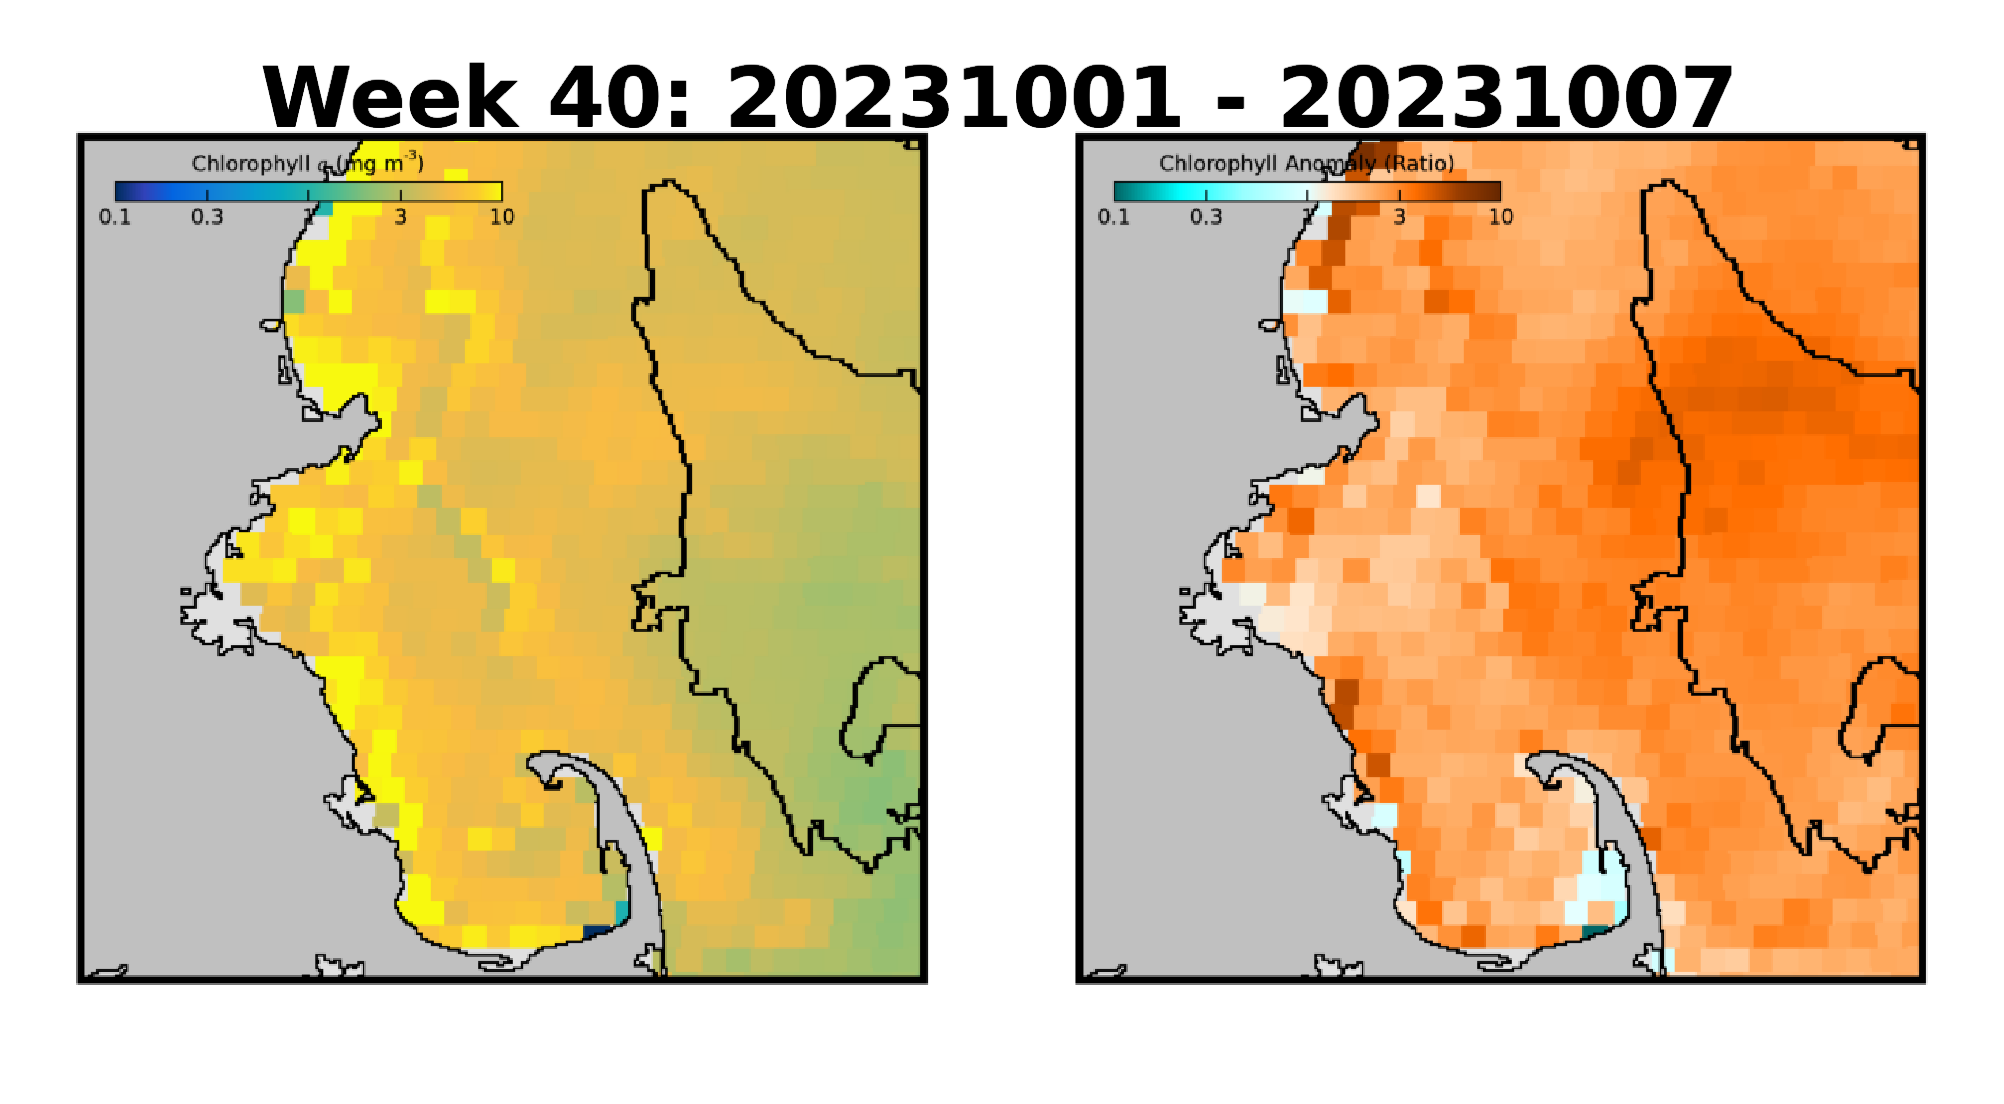 Week 40: 20231001 - 20231007
Chlorophyll a (mg m-3)
0.1 0.3 1 3 10
Chlorophyll Anomaly (Ratio)
0.1 0.3 1 3 10